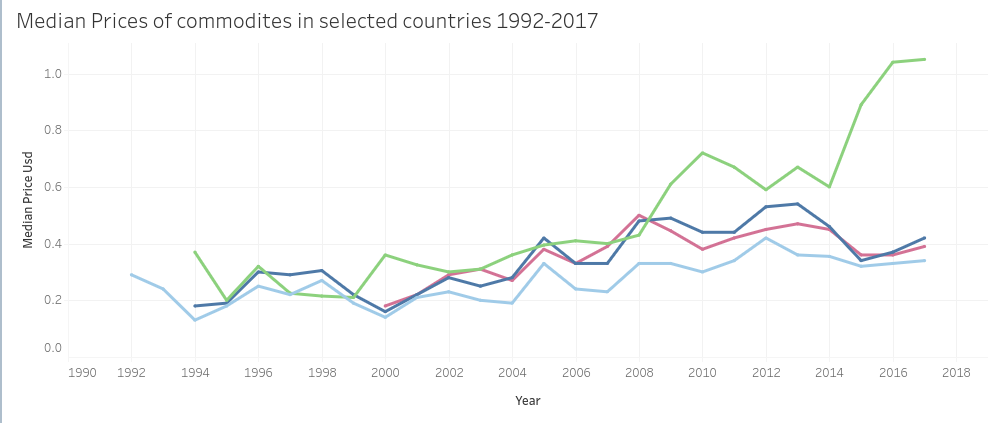 Median Prices of commodites in selected countries 1992-2017
1.0
0.8
0.6
0.4
0.2
0.0
Median Price Usd
1990 1992 1994 1996 1998 2000 2002 2004 2006 2008 2010 2012 2014 2016 2018
Year